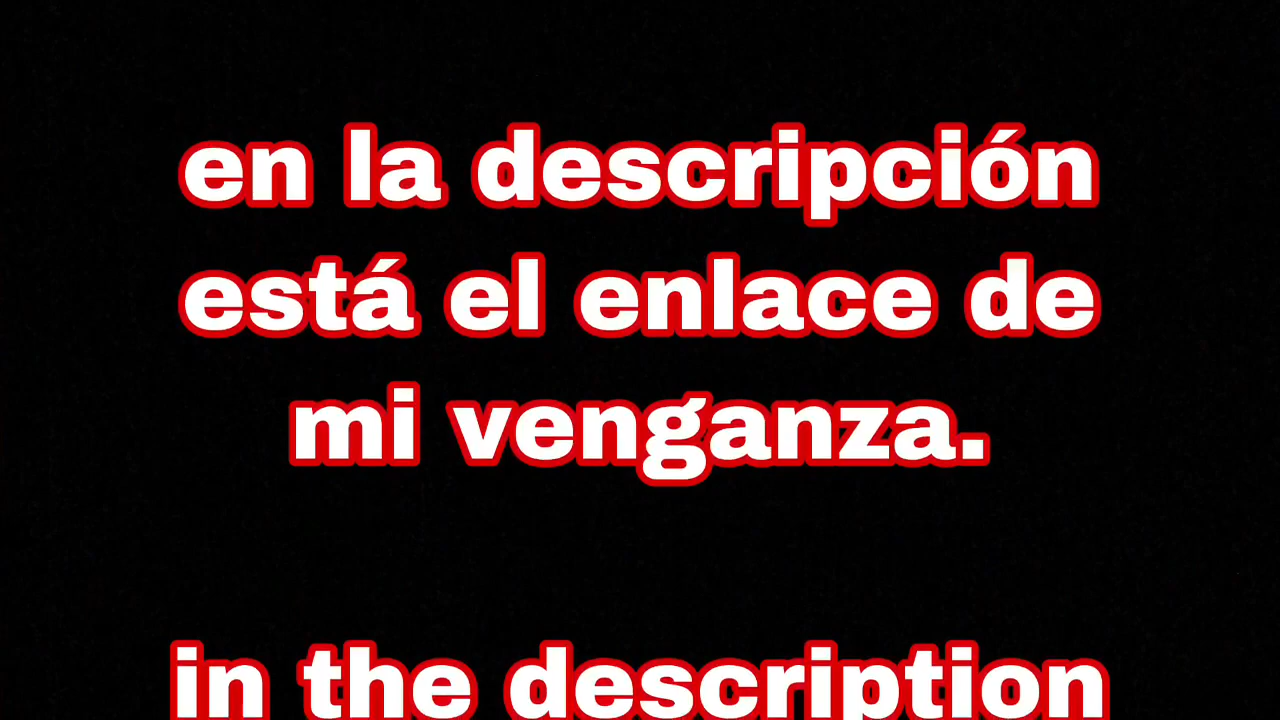 en la descripción
está el enlace de
mi venganza.
in the description